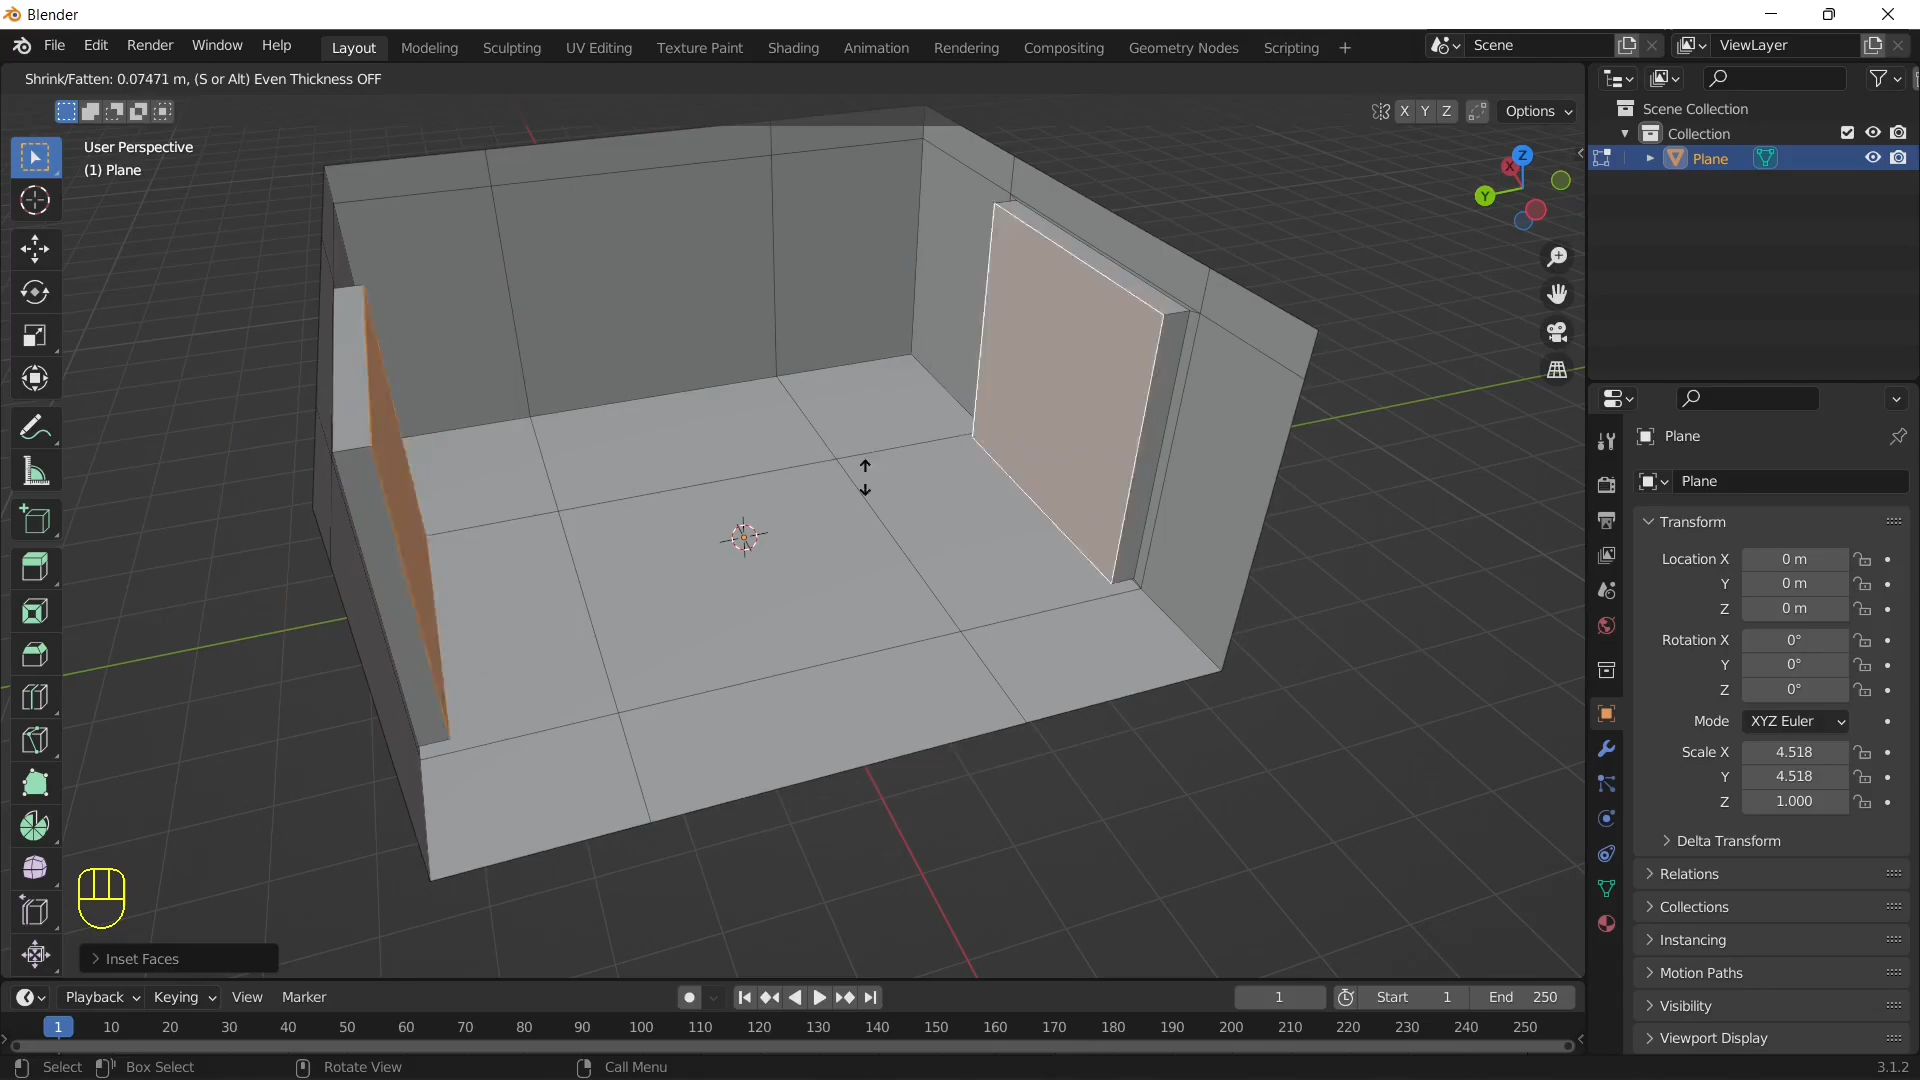 Blender
File Edit Render Window Help
Layout Modeling Sculpting UV Editing Texture Paint Shading Animation Rendering Compositing Geometry Nodes Scripting +
Scene
ViewLayer
Shrink/Fatten: 0.07471 m, (S or Alt) Even Thickness OFF
X Y Z
Options
User Perspective
(1) Plane
Z
X
Y
Scene Collection
Collection
Plane
Plane
Plane
Transform
Location X 0 m
Y 0 m
Z 0 m
Rotation X 0°
Y 0°
Z 0°
Mode XYZ Euler
Scale X 4.518
Y 4.518
Z 1.000
Delta Transform
Relations
Collections
Instancing
Motion Paths
Visibility
Viewport Display
Inset Faces
Playback Keying View Marker
1
Start 1
End 250
1 10 20 30 40 50 60 70 80 90 100 110 120 130 140 150 160 170 180 190 200 210 220 230 240 250
Select Box Select Rotate View Call Menu
3.1.2